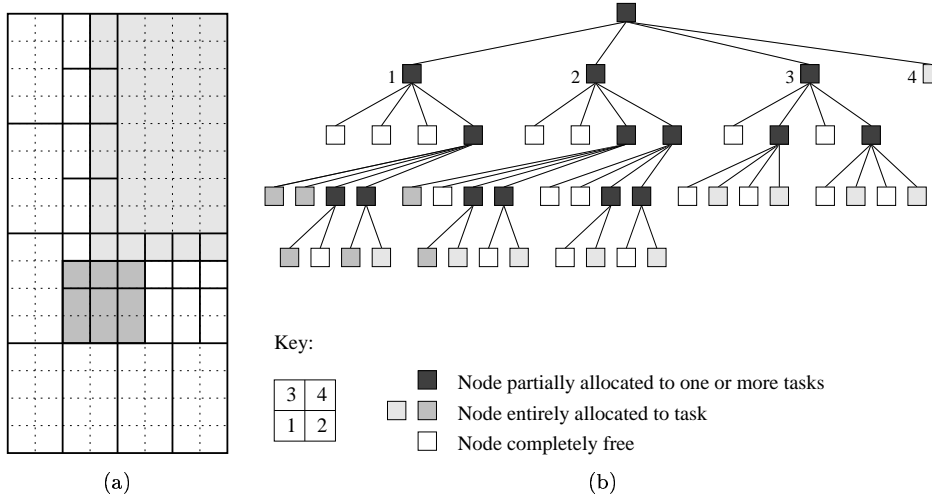 1
2
3
4
Key:
3 4
1 2
Node partially allocated to one or more tasks
Node entirely allocated to task
Node completely free
(a)
(b)